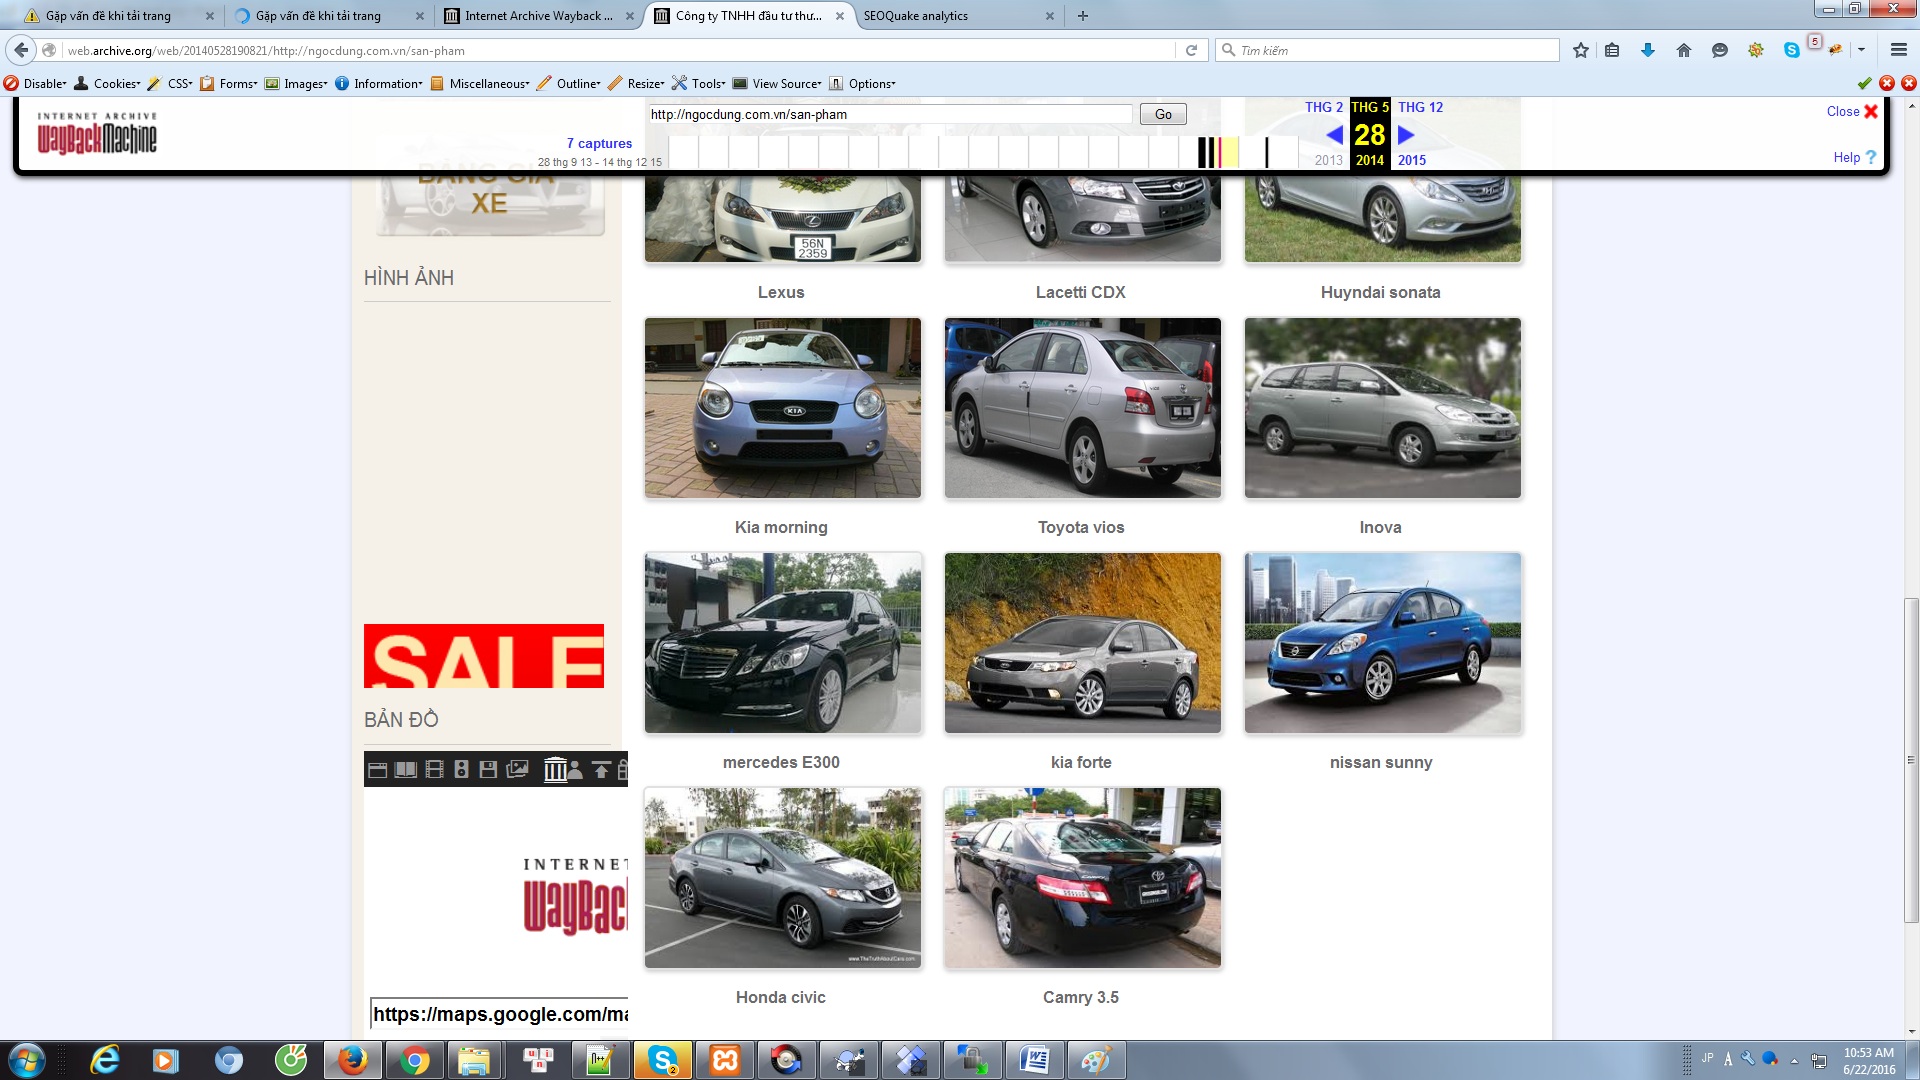 Gặp vấn đề khi tải trang
Gặp vấn đề khi tải trang
Internet Archive Wayback ...
Công ty TNHH đầu tư thư...
SEOQuake analytics
web.archive.org/web/20140528190821/http://ngocdung.com.vn/san-pham
Tìm kiếm
5
Disable Cookies CSS Forms Images Information Miscellaneous Outline Resize Tools View Source Options
INTERNET ARCHIVE
WayBackMachine
http://ngocdung.com.vn/san-pham
Go
THG 2 THG 5 THG 12
Close
7 captures
28
28 thg 9 13 - 14 thg 12 15
2013 2014 2015
Help ?
BẢNG GIÁ
XE
56N
2359
HÌNH ẢNH
Lexus
Lacetti CDX
Huyndai sonata
KIA
Kia morning
Toyota vios
Inova
SALE
BẢN ĐỒ
mercedes E300
kia forte
nissan sunny
INTERNET
WayBac
www.TheTruthAboutCars.com
https://maps.google.com/ma
Honda civic
Camry 3.5
2
JP
10:53 AM
6/22/2016